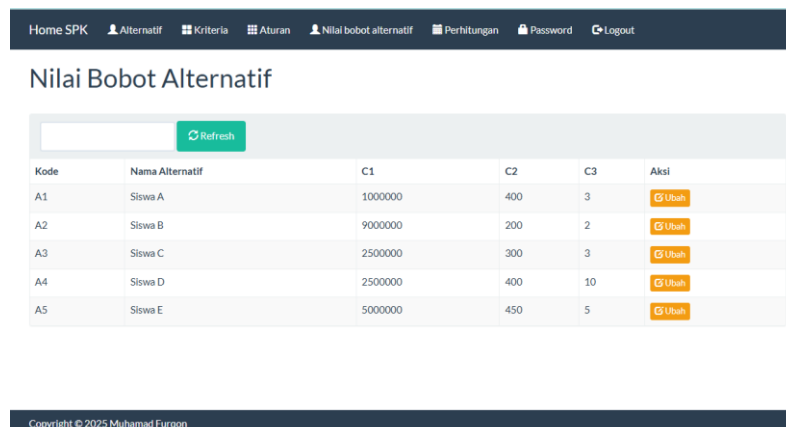 Home SPK Alternatif Kriteria Aturan Nilai bobot alternatif Perhitungan Password Logout
Nilai Bobot Alternatif
Refresh
Kode Nama Alternatif C1 C2 C3 Aksi
A1 Siswa A 1000000 400 3 Ubah
A2 Siswa B 9000000 200 2 Ubah
A3 Siswa C 2500000 300 3 Ubah
A4 Siswa D 2500000 400 10 Ubah
A5 Siswa E 5000000 450 5 Ubah
Copyright © 2025 Muhamad Furqon